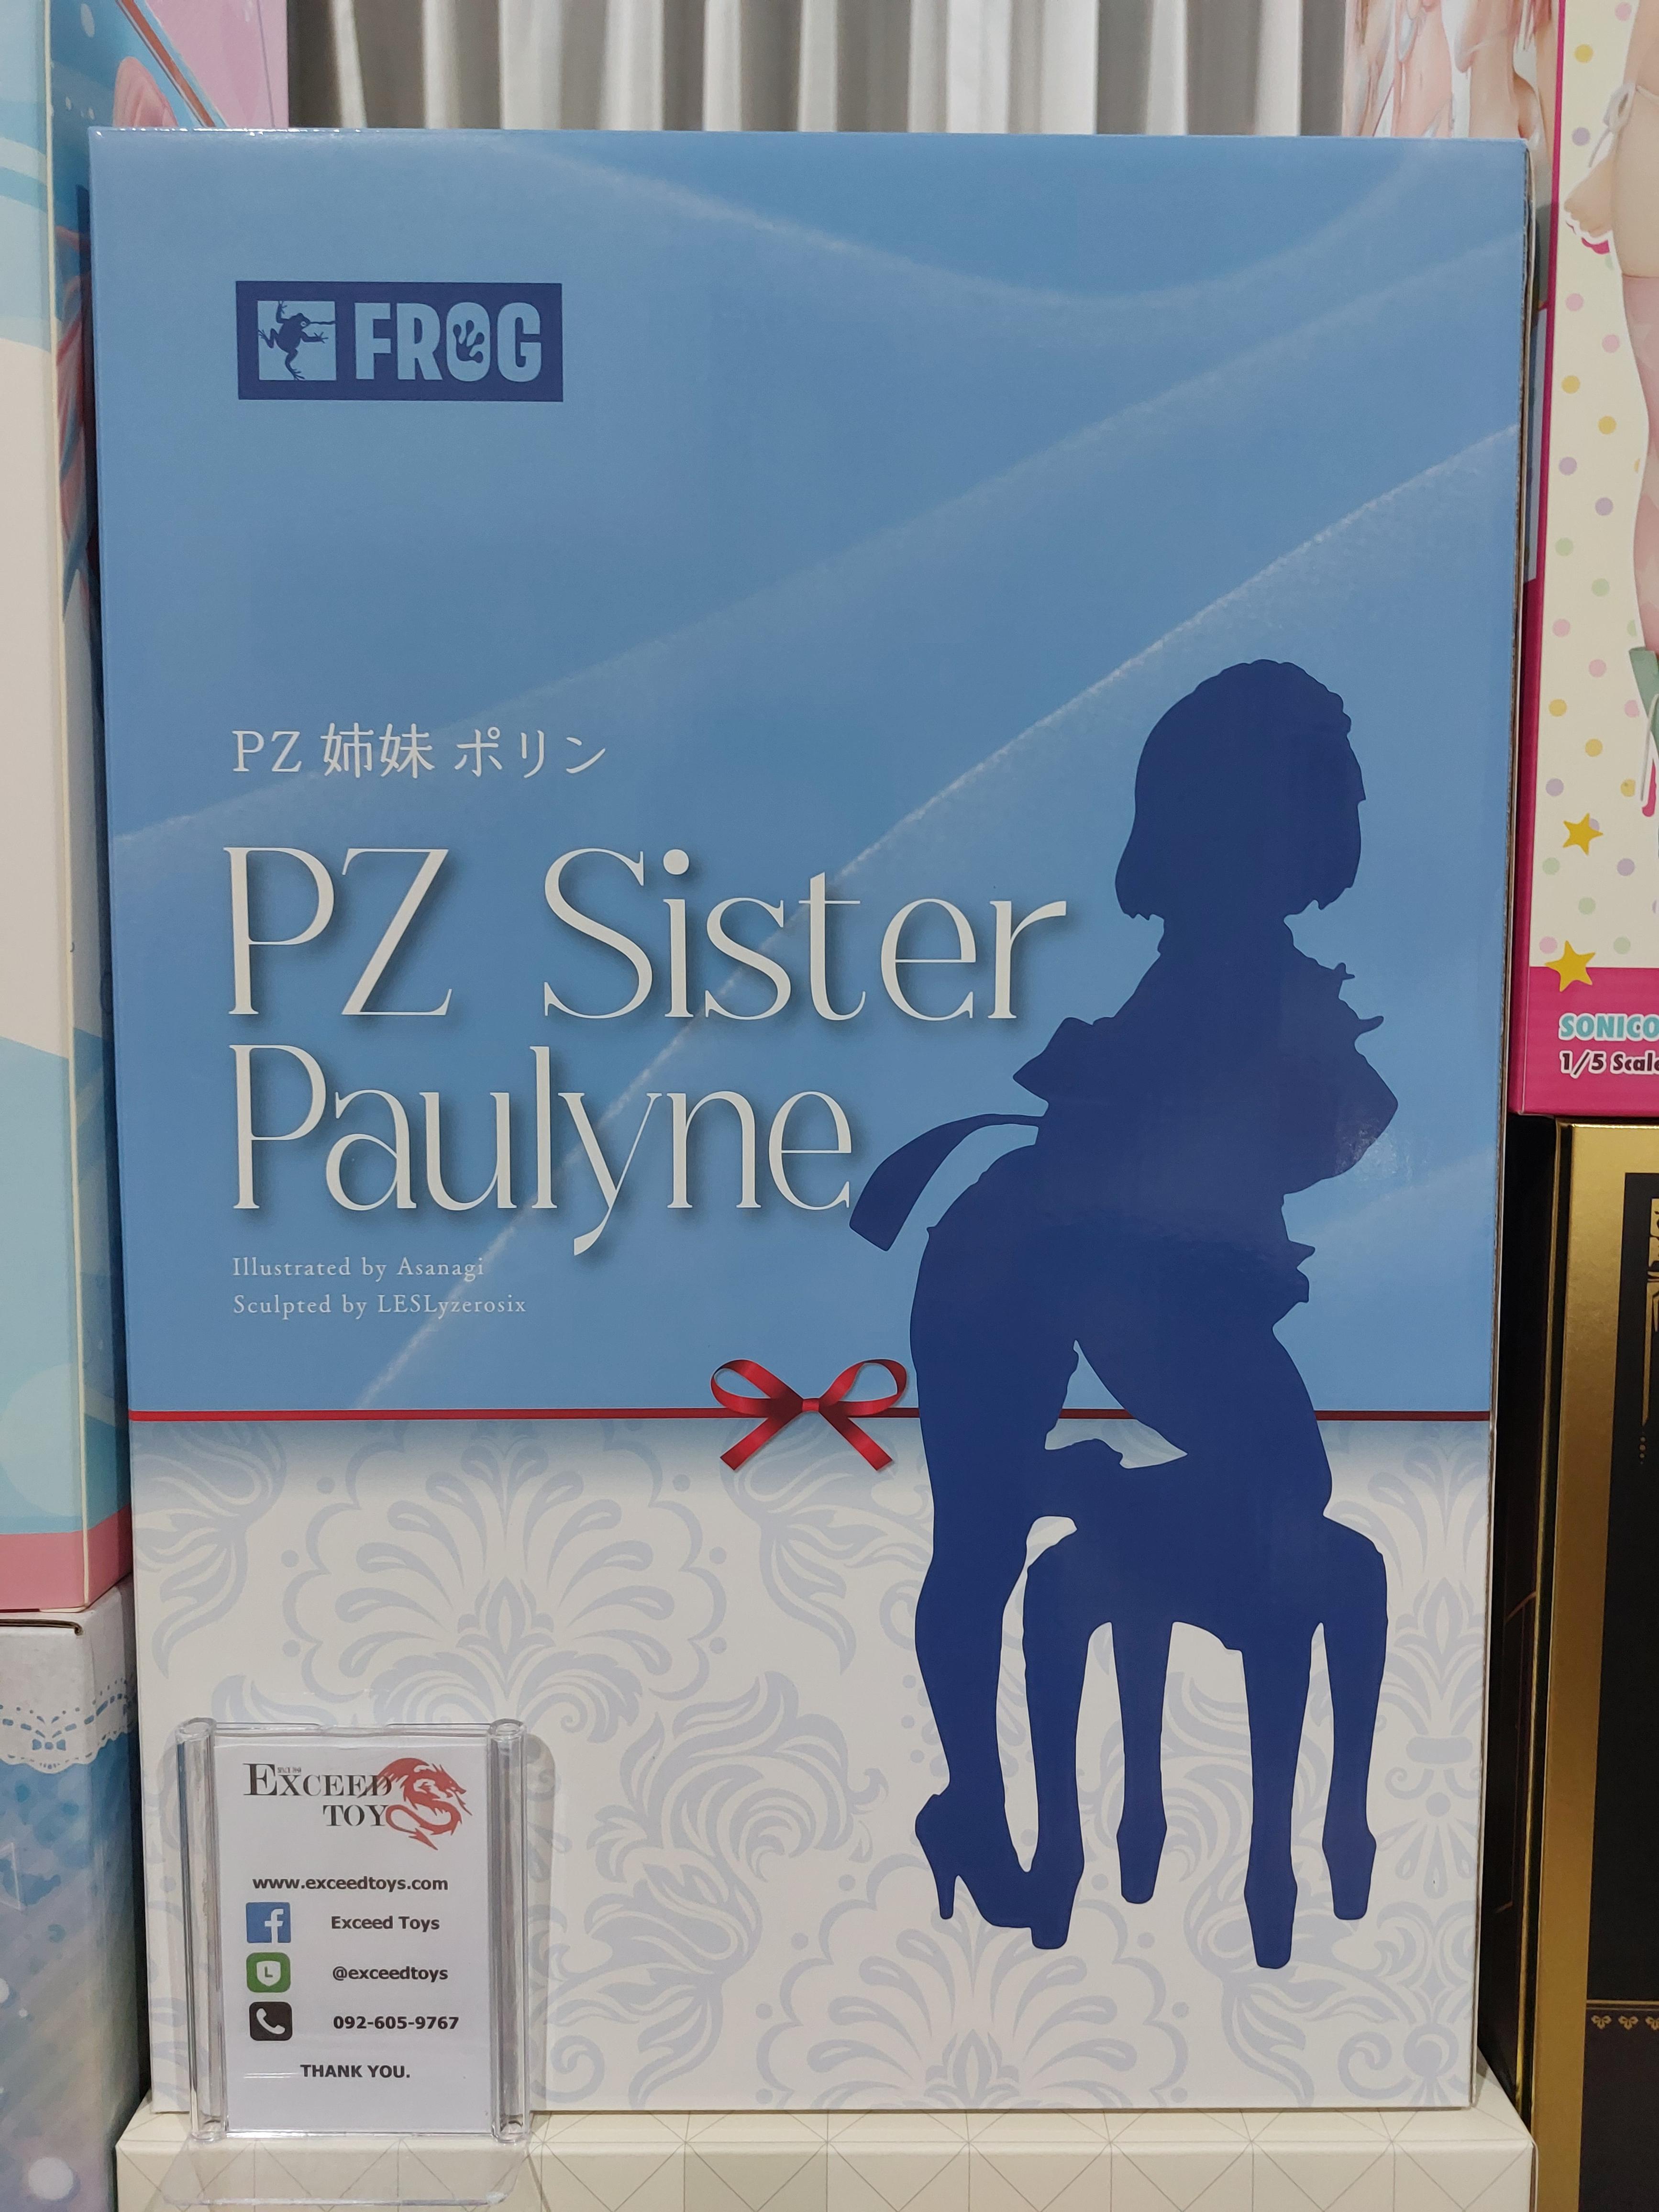 FROG
PZ 姉妹 ポリン
PZ Sister
Paulyne
Illustrated by Asanagi
Sculpted by LESLyzerosix
SONICO
1/5 Scale
EXCEED
TOY
www.exceedtoys.com
Exceed Toys
L
@exceedtoys
092-605-9767
THANK YOU.